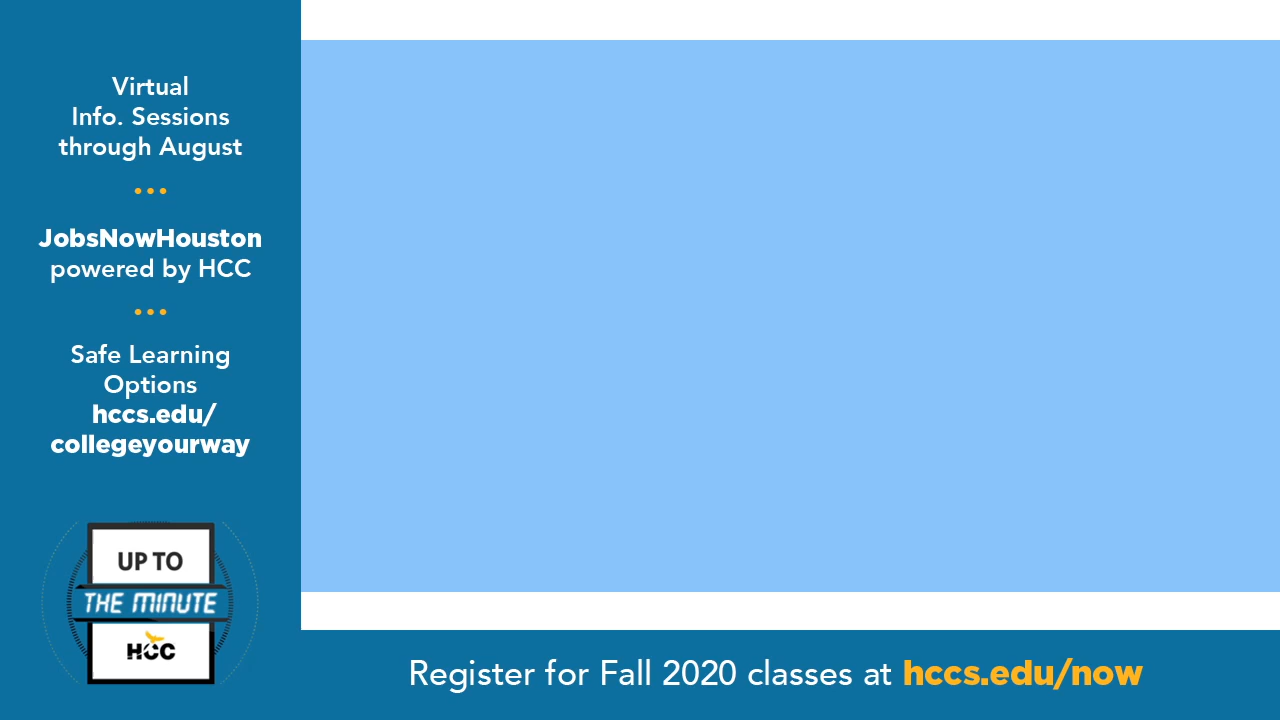 Virtual
Info. Sessions
through August
•••
JobsNowHouston
powered by HCC
•••
Safe Learning
Options
hccs.edu/
collegeyourway
UP TO
THE MINUTE
HCC
Register for Fall 2020 classes at hccs.edu/now